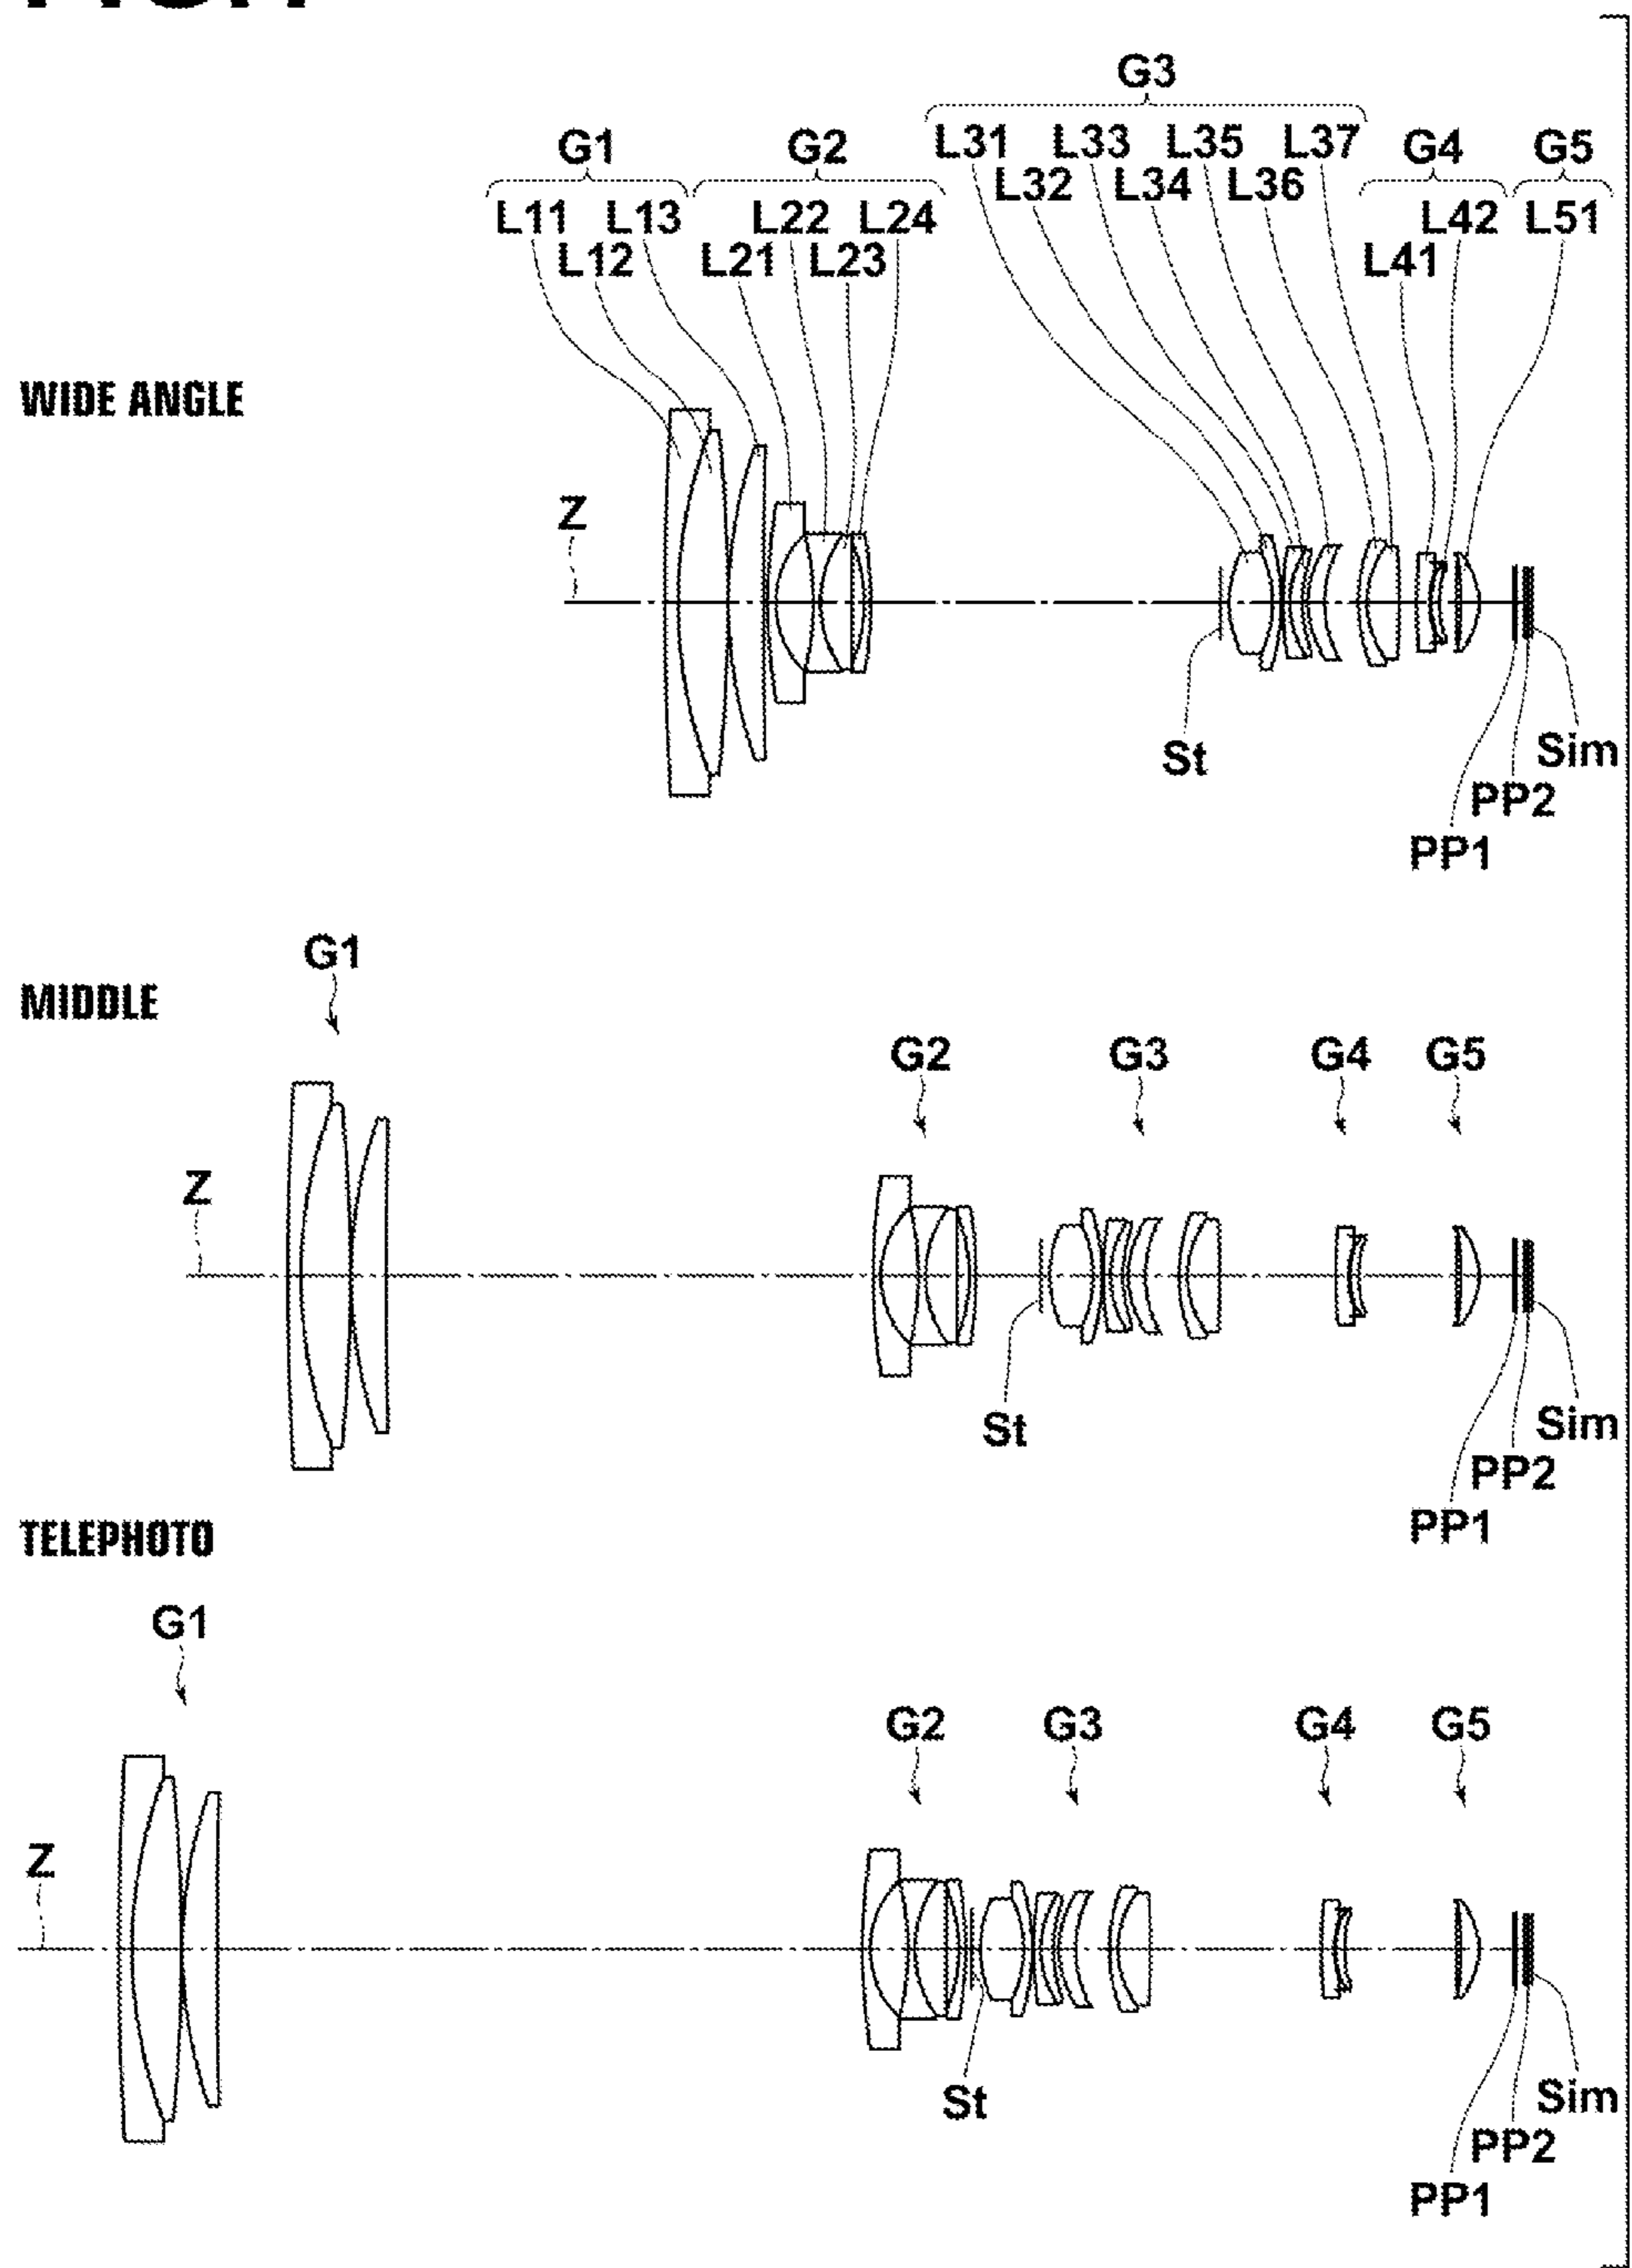 G3
L31 L33 L35 L37
G1 G2 G4 G5
L32 L34 L36
L11 L13 L22 L24 L42 L51
L12 L21 L23 L41
WIDE ANGLE
Z
St Sim
PP2
PP1
G1
MIDDLE
G2 G3 G4 G5
Z
St Sim
PP2
PP1
TELEPHOTO
G1
G2 G3 G4 G5
Z
St Sim
PP2
PP1